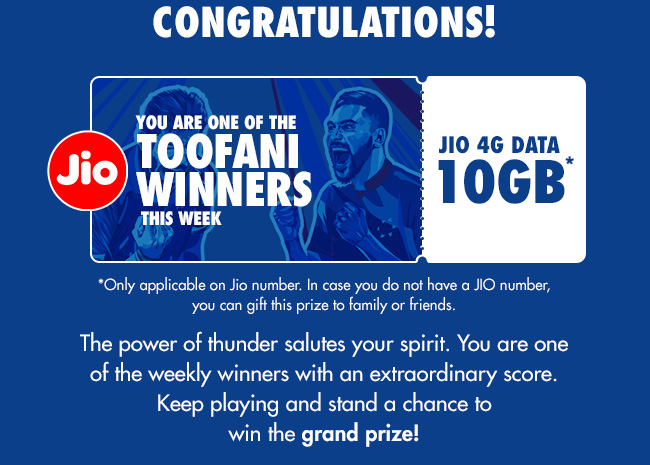 CONGRATULATIONS!
YOU ARE ONE OF THE
TOOFANI
WINNERS
THIS WEEK
Jio
JIO 4G DATA
10GB*
*Only applicable on Jio number. In case you do not have a JIO number,
you can gift this prize to family or friends.
The power of thunder salutes your spirit. You are one
of the weekly winners with an extraordinary score.
Keep playing and stand a chance to
win the grand prize!